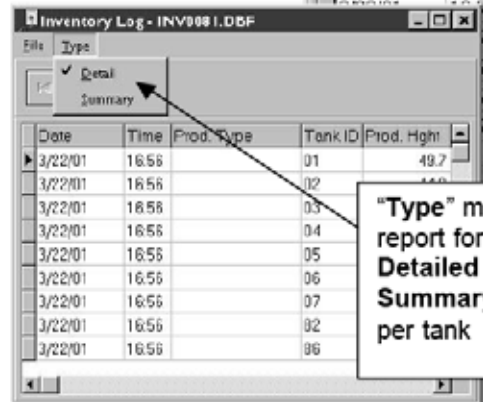 Inventory Log - INV0081.DBF
File Type
Detail
Summary
Date Time Prod. Type Tank ID Prod. Hght
3/22/01 16:56 01 49.7
3/22/01 16:56 02
3/22/01 16:56 03
3/22/01 16:56 04
3/22/01 16:56 05
3/22/01 16:56 06
3/22/01 16:56 07
3/22/01 16:56 82
3/22/01 16:56 86
"Type" m
report for
Detailed
Summary
per tank